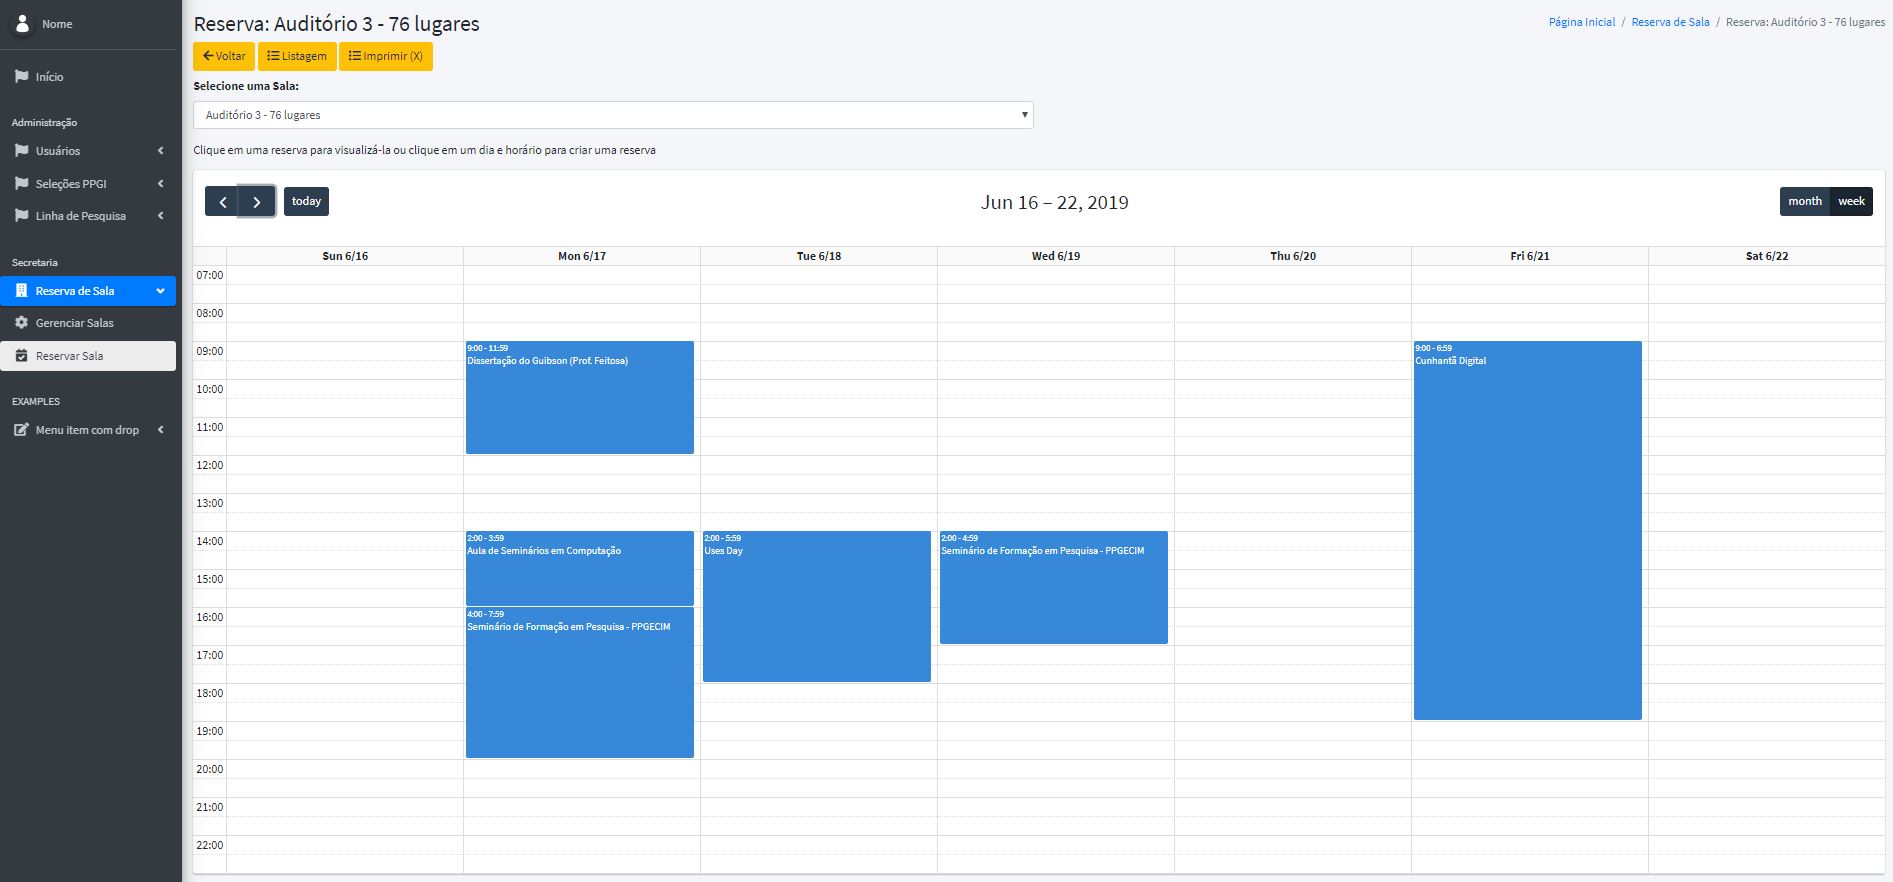 Nome
Início
Administração
Usuários
Seleções PPGI
Linha de Pesquisa
Secretaria
Reserva de Sala
Gerenciar Salas
Reservar Sala
EXAMPLES
Menu item com drop
Reserva: Auditório 3 - 76 lugares
Página Inicial / Reserva de Sala / Reserva: Auditório 3 - 76 lugares
Voltar Listagem Imprimir (X)
Selecione uma Sala:
Auditório 3 - 76 lugares
Clique em uma reserva para visualizá-la ou clique em um dia e horário para criar uma reserva
today Jun 16 – 22, 2019 month week
Sun 6/16 Mon 6/17 Tue 6/18 Wed 6/19 Thu 6/20 Fri 6/21 Sat 6/22
07:00
08:00
09:00
10:00
11:00
12:00
13:00
14:00
15:00
16:00
17:00
18:00
19:00
20:00
21:00
22:00
9:00 - 11:59
Dissertação do Guibson (Prof. Feitosa)
2:00 - 3:59
Aula de Seminários em Computação
4:00 - 7:59
Seminário de Formação em Pesquisa - PPGECIM
2:00 - 5:59
Uses Day
2:00 - 4:59
Seminário de Formação em Pesquisa - PPGECIM
9:00 - 6:59
Cunhantã Digital